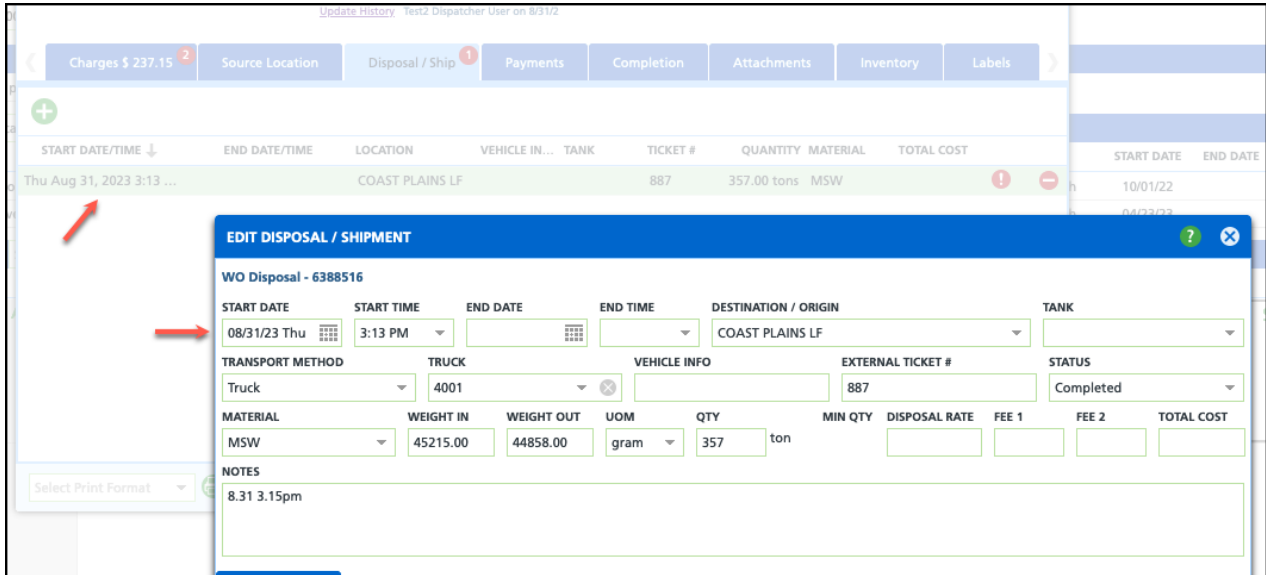 Update History Test2 Dispatcher User on 8/31/2
Charges $ 237.15 2 Source Location Disposal / Ship 1 Payments Completion Attachments Inventory Labels
START DATE/TIME END DATE/TIME LOCATION VEHICLE IN... TANK TICKET # QUANTITY MATERIAL TOTAL COST
START DATE END DATE
Thu Aug 31, 2023 3:13 ... COAST PLAINS LF 887 357.00 tons MSW
10/01/22
04/23/23
EDIT DISPOSAL / SHIPMENT ?
WO Disposal - 6388516
START DATE START TIME END DATE END TIME DESTINATION / ORIGIN TANK
08/31/23 Thu 3:13 PM COAST PLAINS LF
TRANSPORT METHOD TRUCK VEHICLE INFO EXTERNAL TICKET # STATUS
Truck 4001 887 Completed
MATERIAL WEIGHT IN WEIGHT OUT UOM QTY MIN QTY DISPOSAL RATE FEE 1 FEE 2 TOTAL COST
MSW 45215.00 44858.00 gram 357 ton
NOTES
Select Print Format
8.31 3.15pm